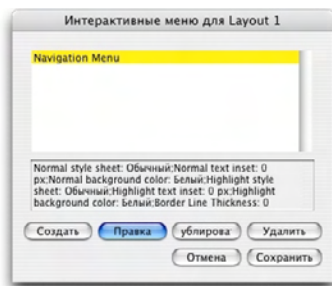 Интерактивные меню для Layout 1
Navigation Menu
Normal style sheet: Обычный;Normal text inset: 0
px;Normal background color: Белый;Highlight style
sheet: Обычный;Highlight text inset: 0 px;Highlight
background color: Белый;Border Line Thickness: 0
Создать Правка ублирова Удалить
Отмена Сохранить